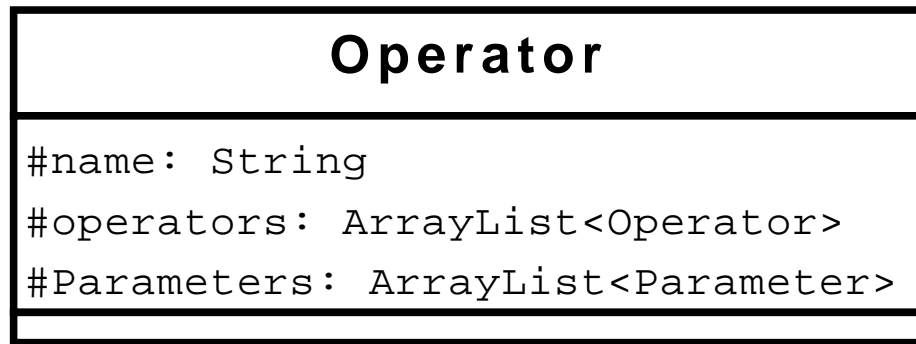 Operator
#name: String
#operators: ArrayList<Operator>
#Parameters: ArrayList<Parameter>